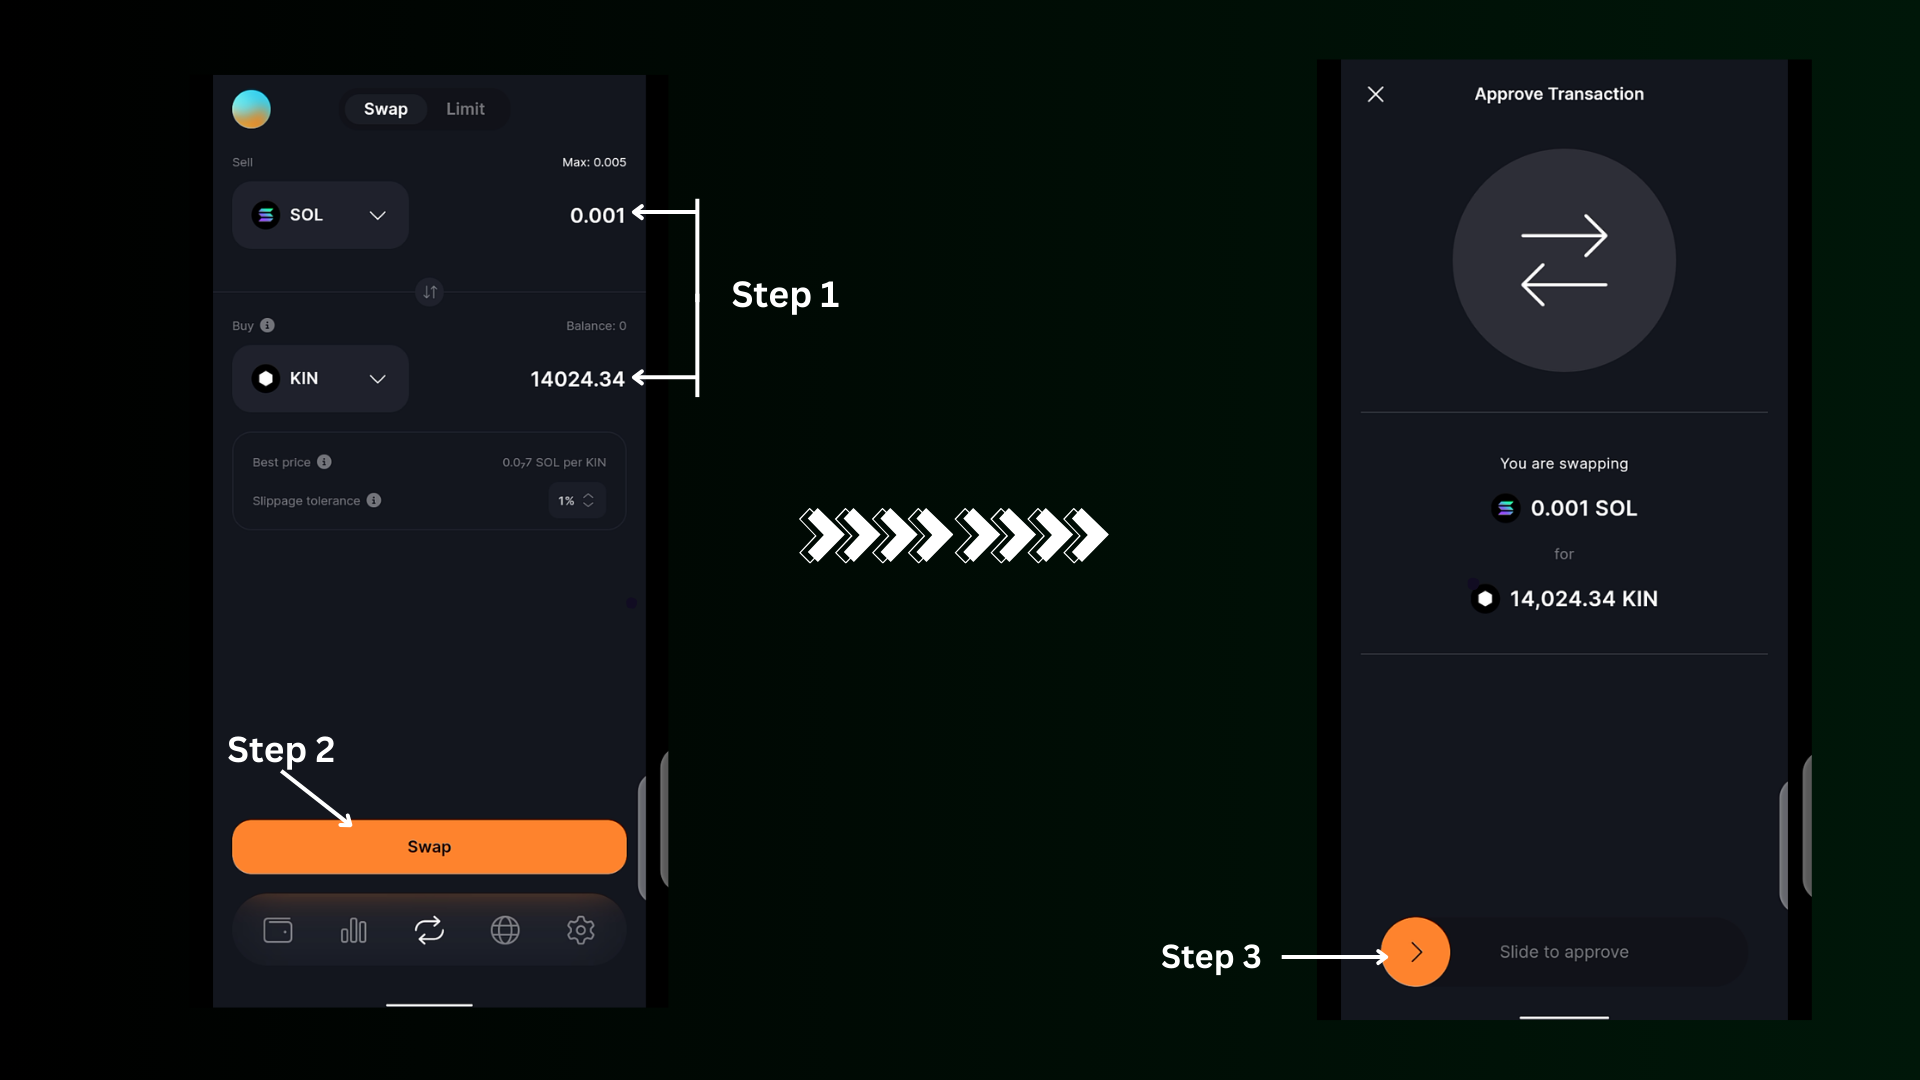 Swap Limit
Sell Max: 0.005
SOL 0.001
Step 1
Buy Balance: 0
KIN 14024.34
Best price 0.0₇7 SOL per KIN
Slippage tolerance 1%
Step 2
Swap
Approve Transaction
You are swapping
0.001 SOL
for
14,024.34 KIN
Step 3
Slide to approve